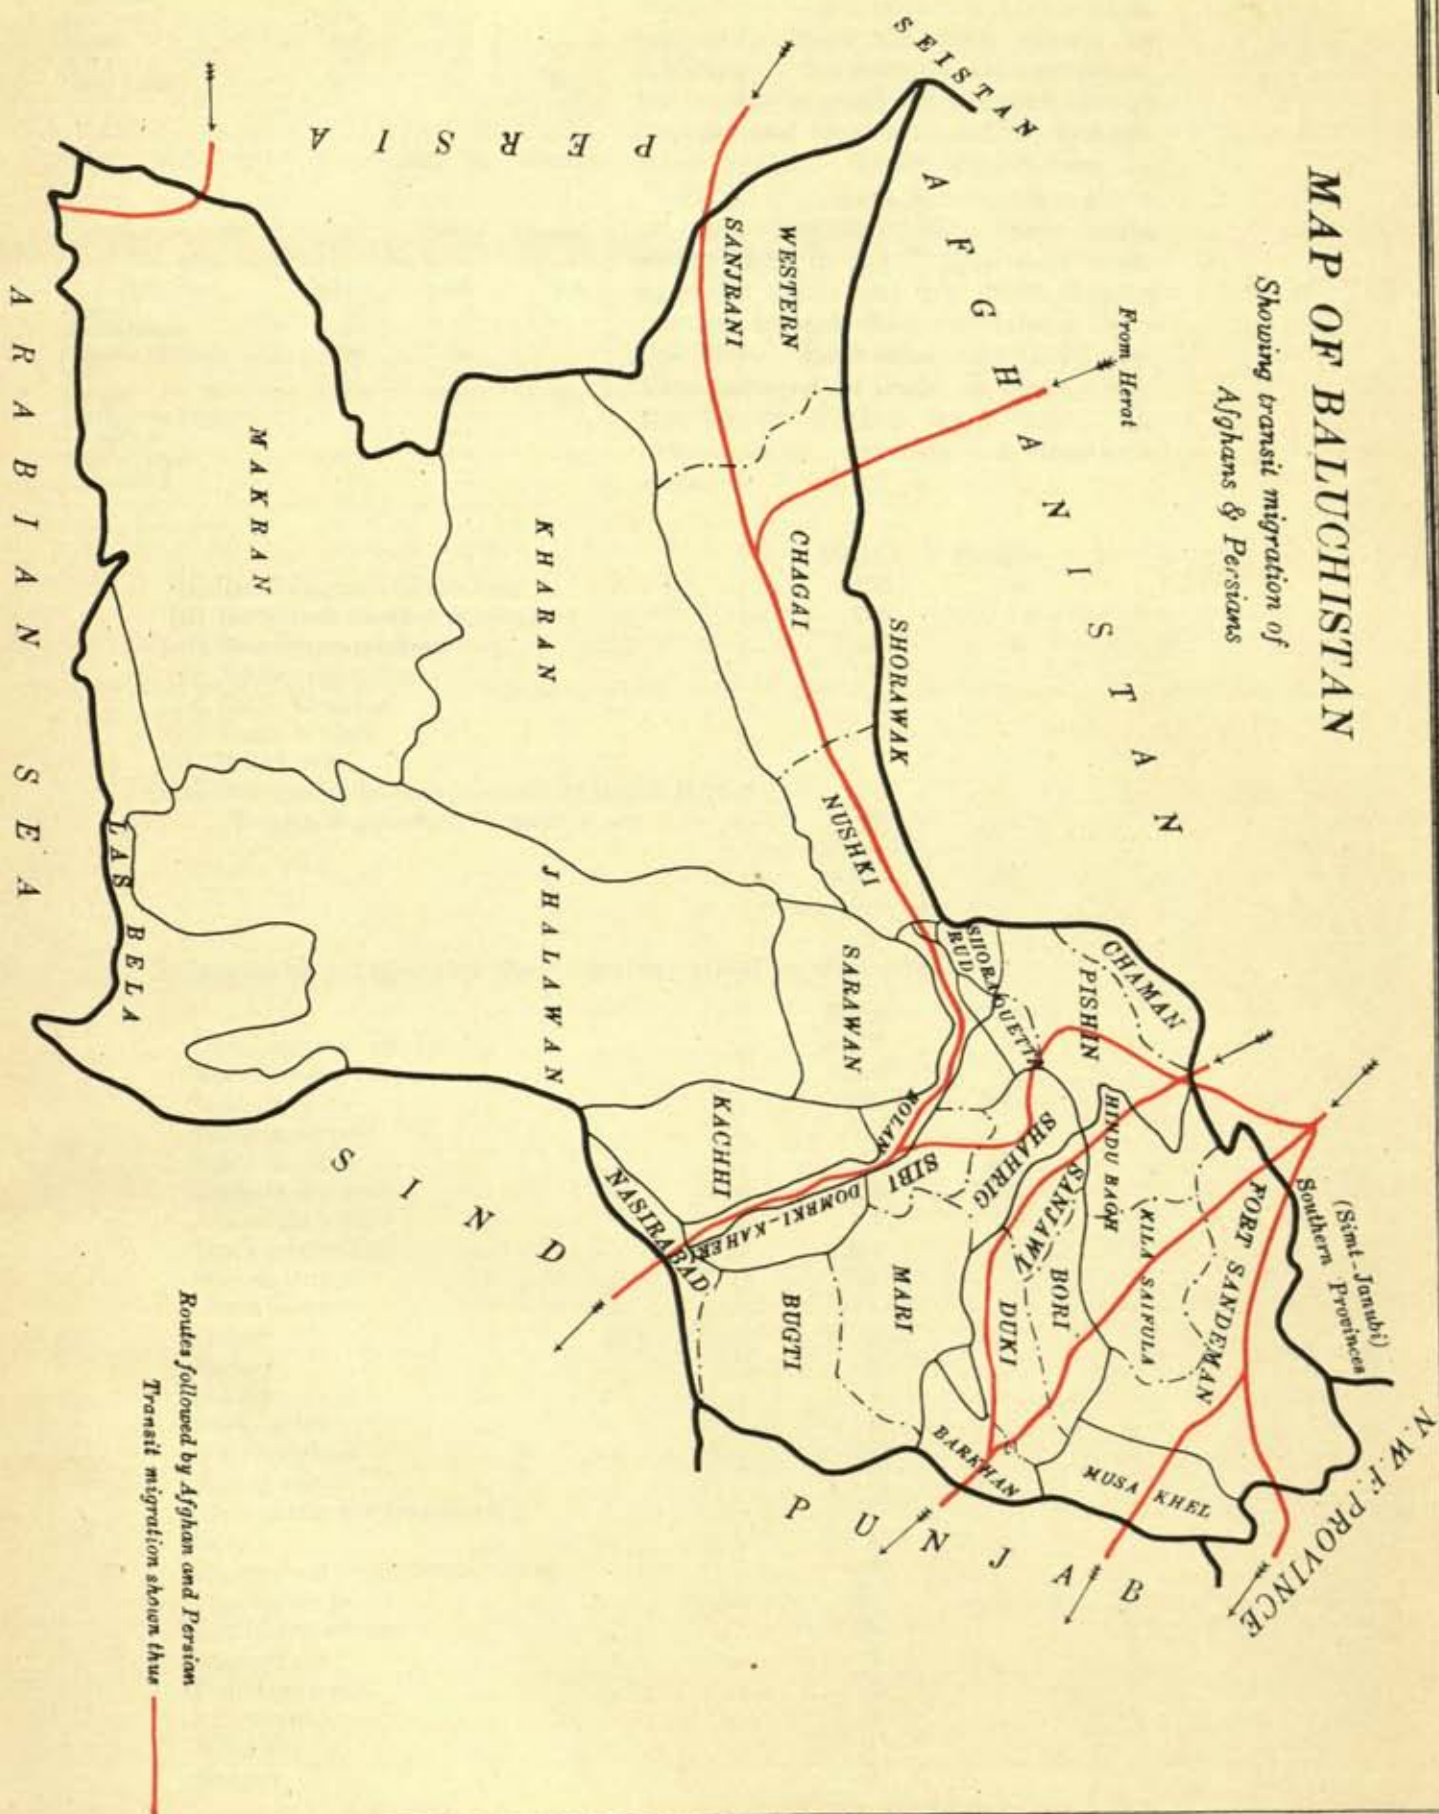 MAP OF BALUCHISTAN
Showing transit migration of
Afghans & Persians
SEISTAN
AFGHANISTAN
From Herat
PERSIA
WESTERN
SANJRANI
CHAGAI
SHORAWAK
NUSHKI
MAKRAN
KHARAN
JHALAWAN
SARAWAN
LAS BELA
ARABIAN SEA
SHORA
RUD
CHAMAN
PISHIN
QUETTA
BOLAN
SIBI
SHAHRIG
SANJAWI
HINDU BAGH
KILA SAIFULA
FORT SANDEMAN
(Simt-Janubi)
Southern Provinces
KACHHI
DOMBKI-KAHERI
NASIRABAD
BUGTI
MARI
DUKI
BORI
BARKHAN
MUSA KHEL
SIND
PUNJAB
N.W.F. PROVINCE
Routes followed by Afghan and Persian
Transit migration shown thus